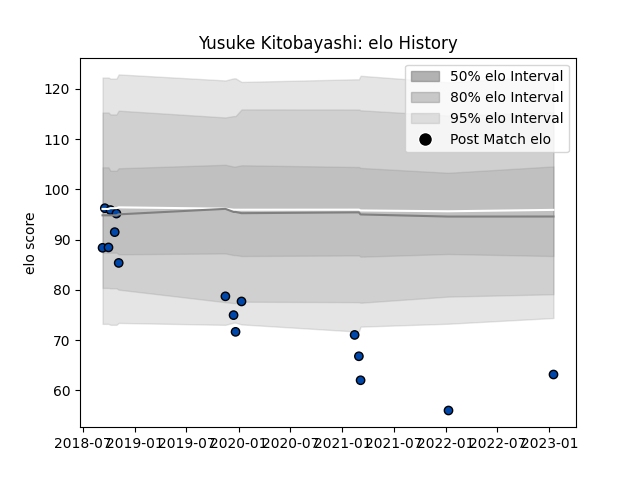 Yusuke Kitobayashi: elo History
50% elo Interval
80% elo Interval
95% elo Interval
Post Match elo
elo score
120
110
100
90
80
70
60
2018-07 2019-01 2019-07 2020-01 2020-07 2021-01 2021-07 2022-01 2022-07 2023-01